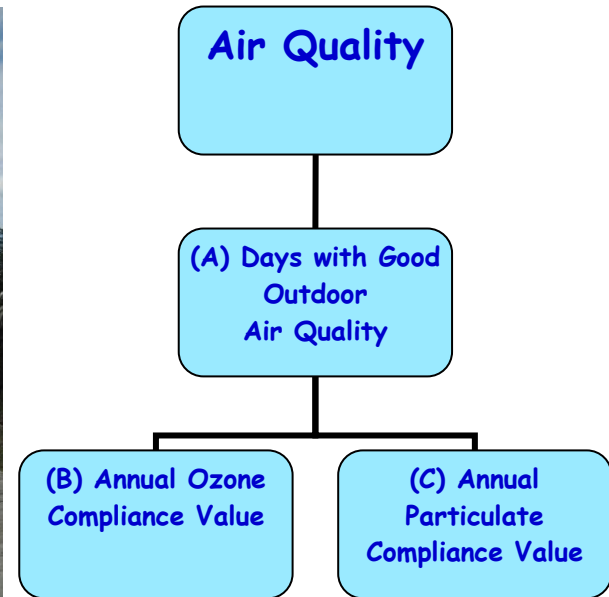 Air Quality
(A) Days with Good
Outdoor
Air Quality
(B) Annual Ozone
Compliance Value
(C) Annual
Particulate
Compliance Value